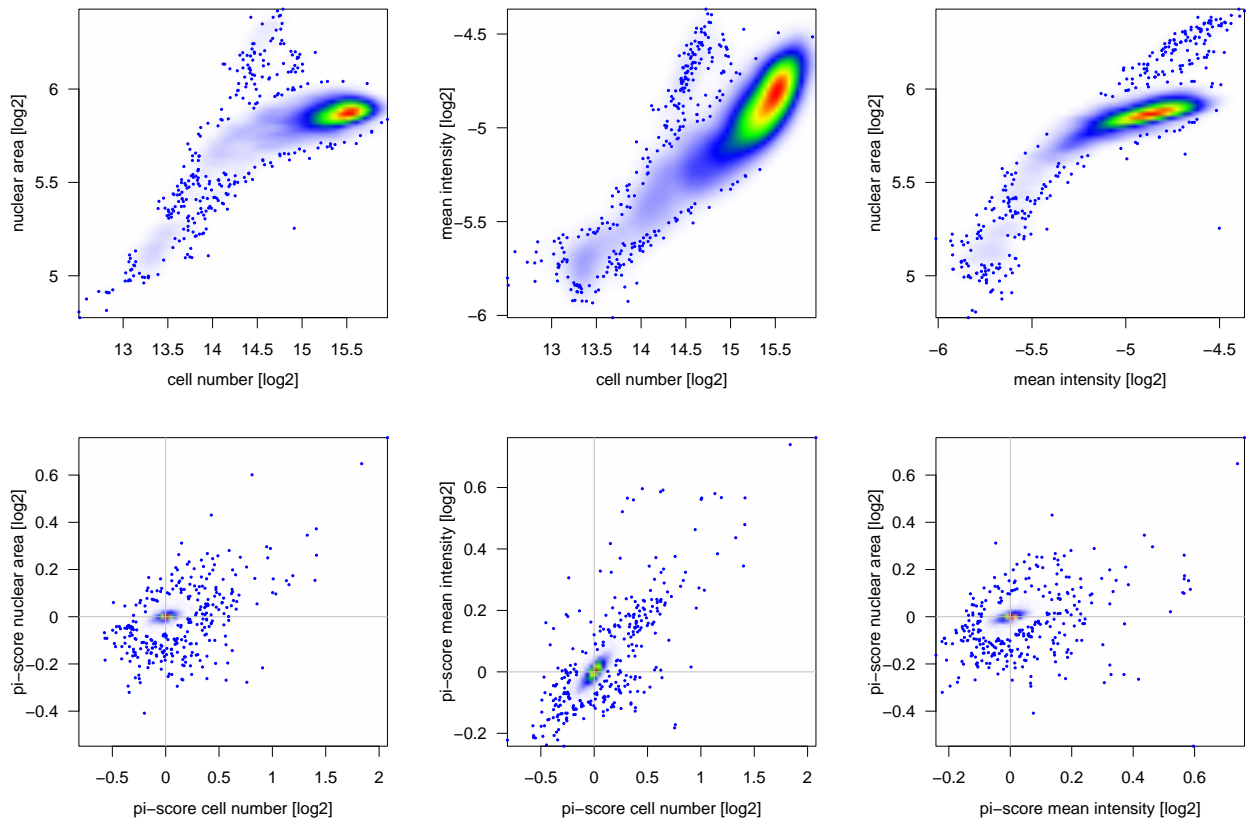 6
5.5
5
nuclear area [log2]
13 13.5 14 14.5 15 15.5
cell number [log2]
−4.5
−5
−5.5
−6
mean intensity [log2]
13 13.5 14 14.5 15 15.5
cell number [log2]
6
5.5
5
nuclear area [log2]
−6 −5.5 −5 −4.5
mean intensity [log2]
0.6
0.4
0.2
0
−0.2
−0.4
pi−score nuclear area [log2]
−0.5 0 0.5 1 1.5 2
pi−score cell number [log2]
0.6
0.4
0.2
0
−0.2
pi−score mean intensity [log2]
−0.5 0 0.5 1 1.5 2
pi−score cell number [log2]
0.6
0.4
0.2
0
−0.2
−0.4
pi−score nuclear area [log2]
−0.2 0 0.2 0.4 0.6
pi−score mean intensity [log2]